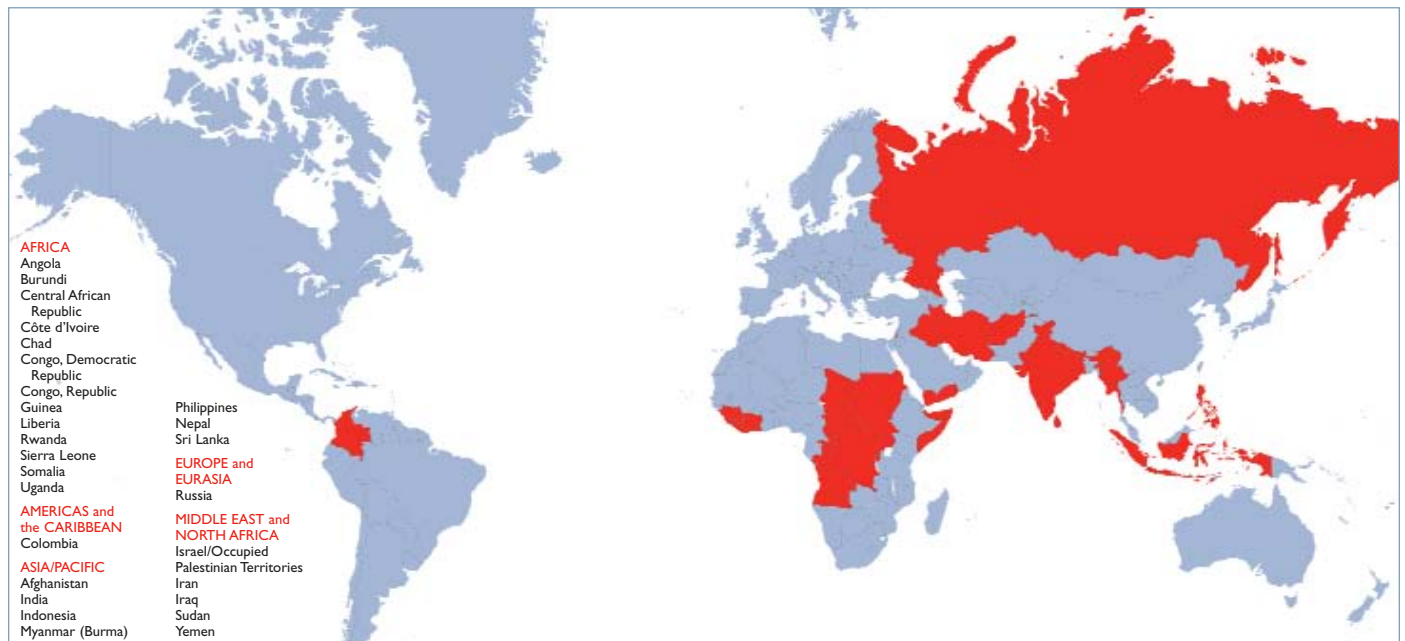 AFRICA
Angola
Burundi
Central African
Republic
Côte d'Ivoire
Chad
Congo, Democratic
Republic
Congo, Republic
Guinea
Liberia
Rwanda
Sierra Leone
Somalia
Uganda
AMERICAS and
the CARIBBEAN
Colombia
ASIA/PACIFIC
Afghanistan
India
Indonesia
Myanmar (Burma)
Philippines
Nepal
Sri Lanka
EUROPE and
EURASIA
Russia
MIDDLE EAST and
NORTH AFRICA
Israel/Occupied
Palestinian Territories
Iran
Iraq
Sudan
Yemen